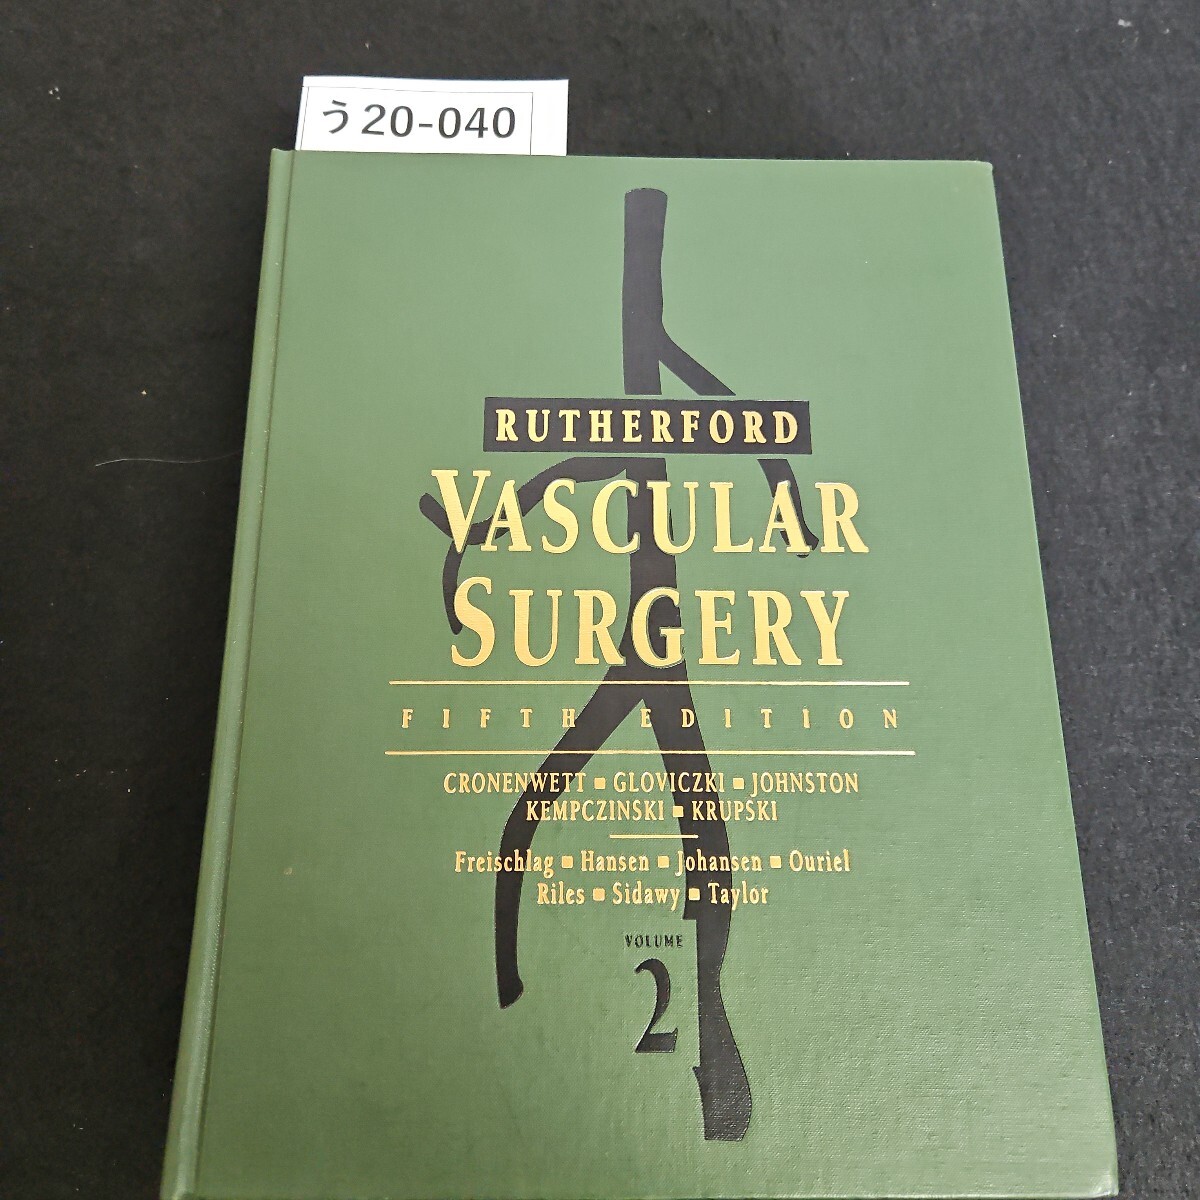 う20-040
RUTHERFORD
VASCULAR
SURGERY
FIFTH EDITION
CRONENWETT ▪ GLOVICZKI ▪ JOHNSTON
KEMPCZINSKI ▪ KRUPSKI
Freischlag ▪ Hansen ▪ Johansen ▪ Ouriel
Riles ▪ Sidawy ▪ Taylor
VOLUME
2